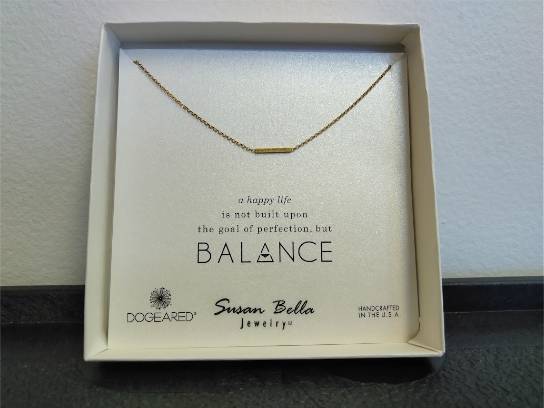 a happy life
is not built upon
the goal of perfection, but
BALANCE
DOGEARED®
Susan Bella
Jewelry
HANDCRAFTED
IN THE U.S.A